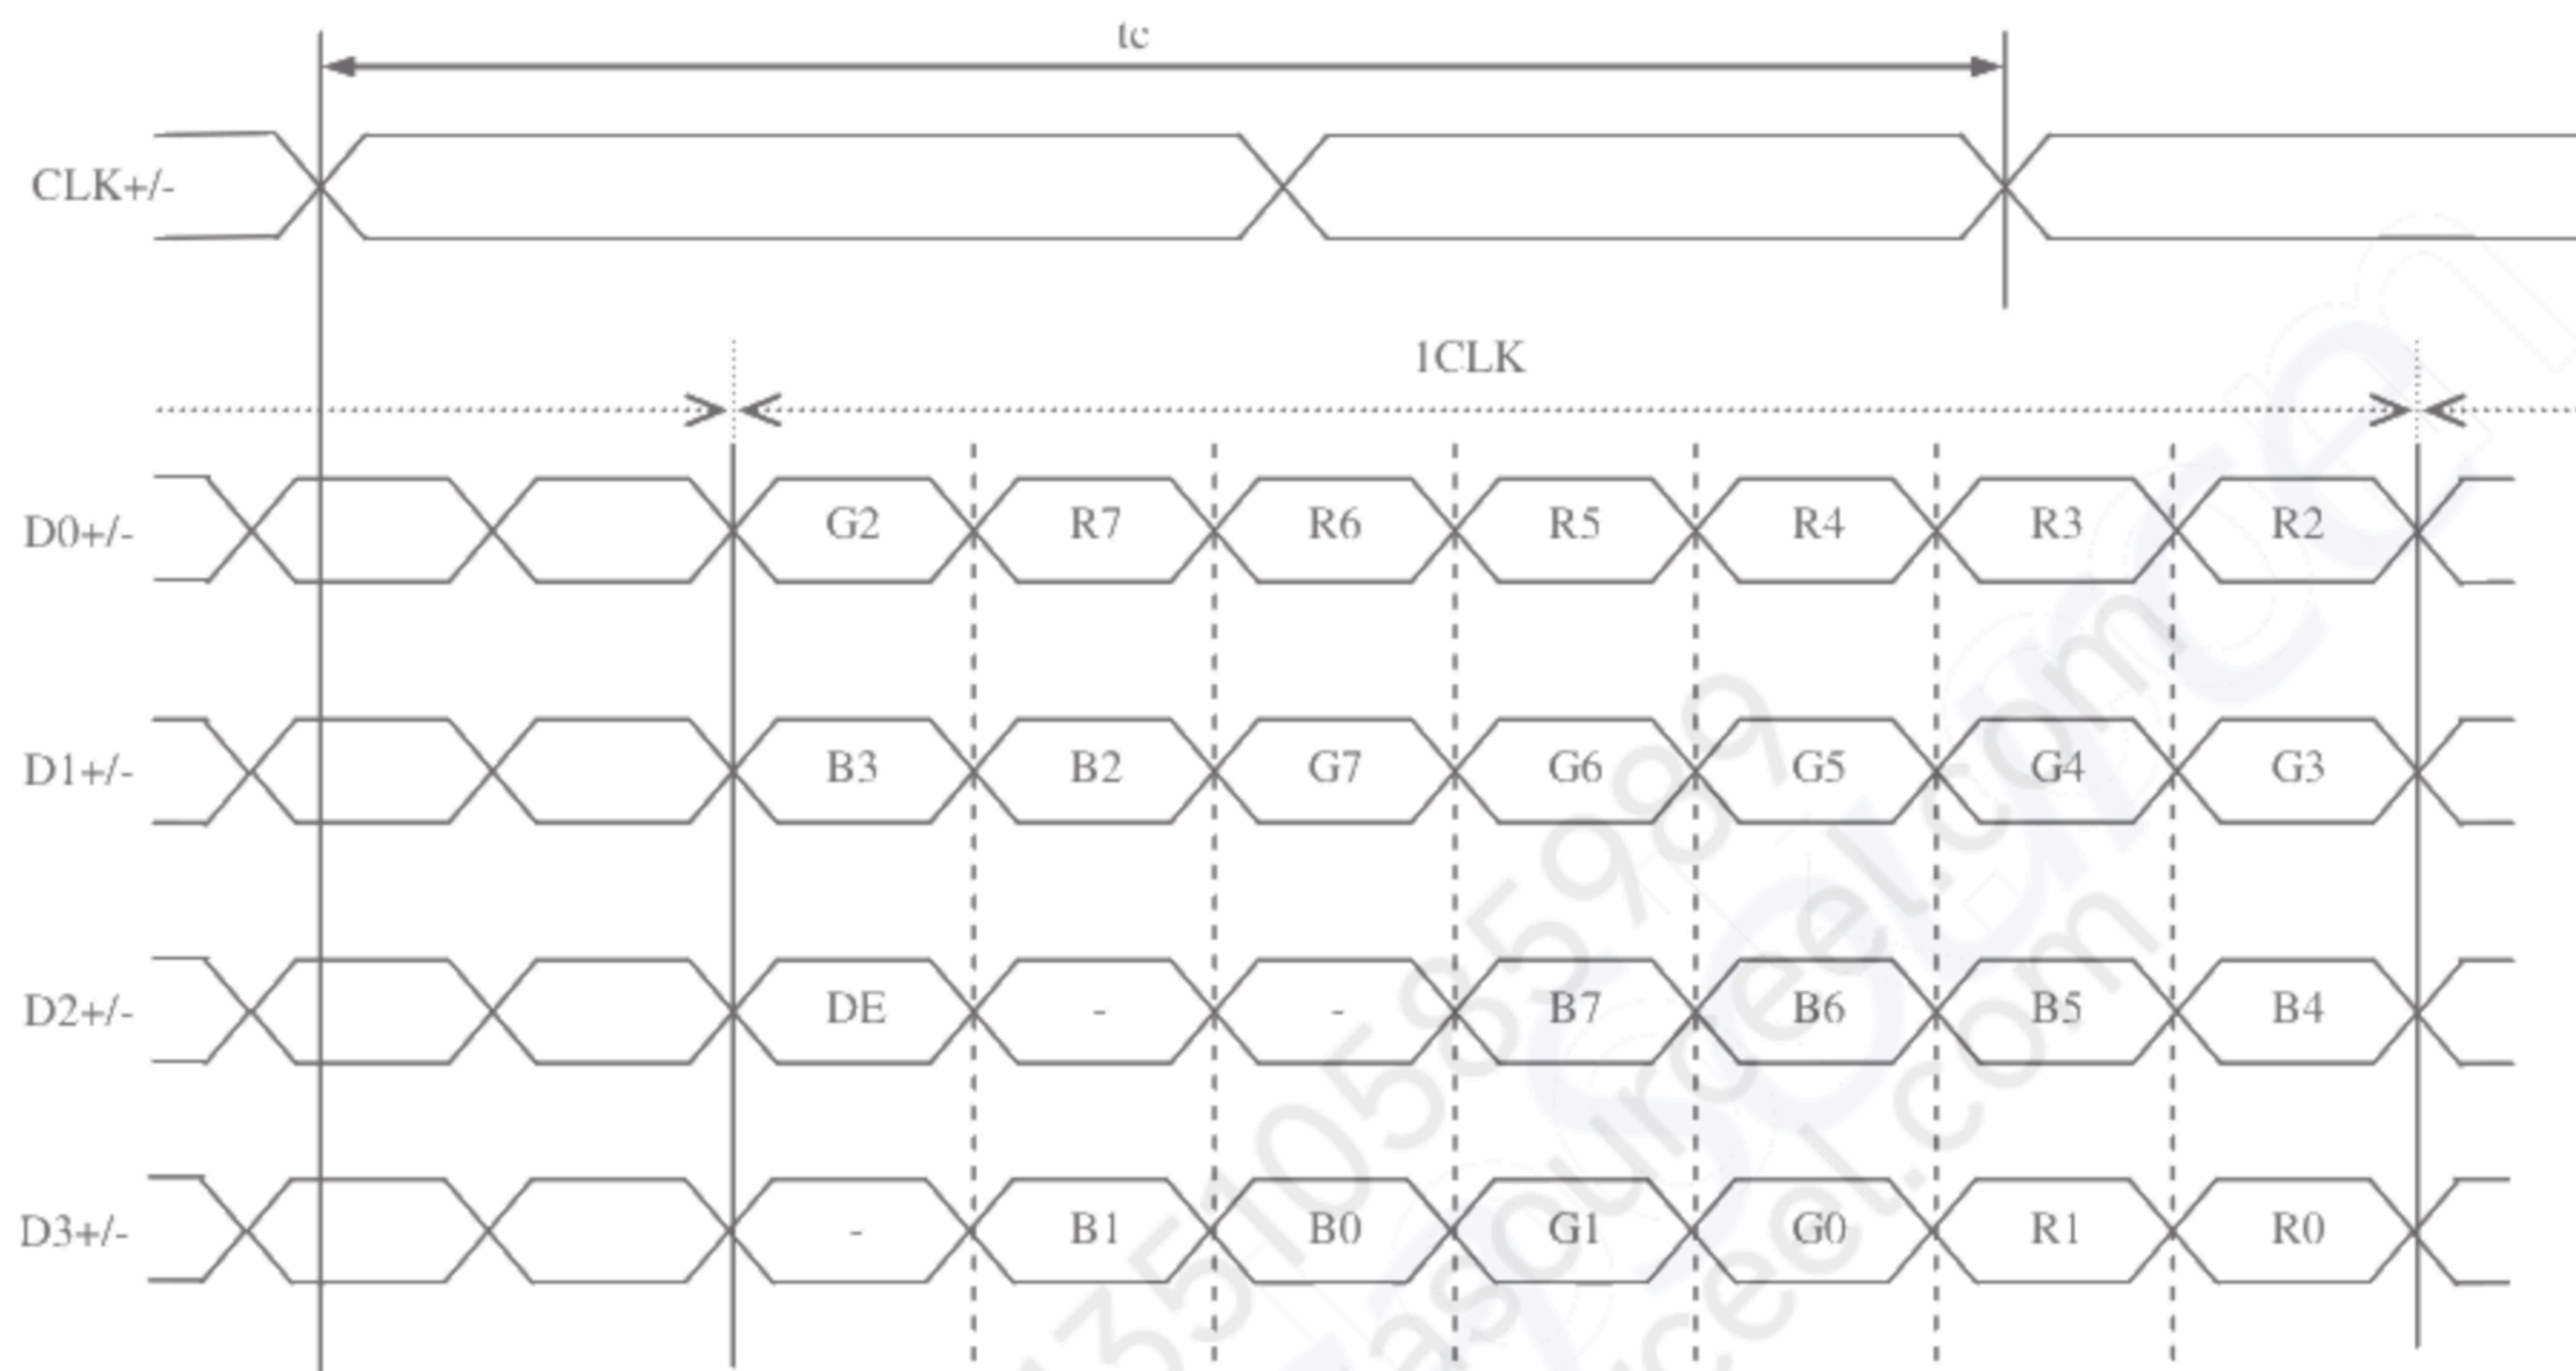 tc
CLK+/-
1CLK
D0+/- G2 R7 R6 R5 R4 R3 R2
D1+/- B3 B2 G7 G6 G5 G4 G3
D2+/- DE - - B7 B6 B5 B4
D3+/- - B1 B0 G1 G0 R1 R0